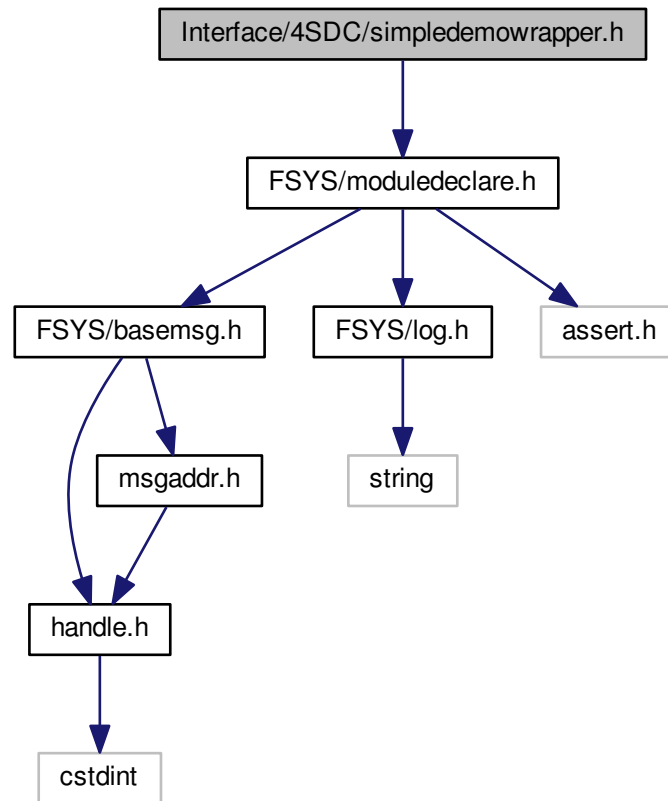 Interface/4SDC/simpledemowrapper.h
FSYS/moduledeclare.h
FSYS/basemsg.h
FSYS/log.h
assert.h
msgaddr.h
string
handle.h
cstdint